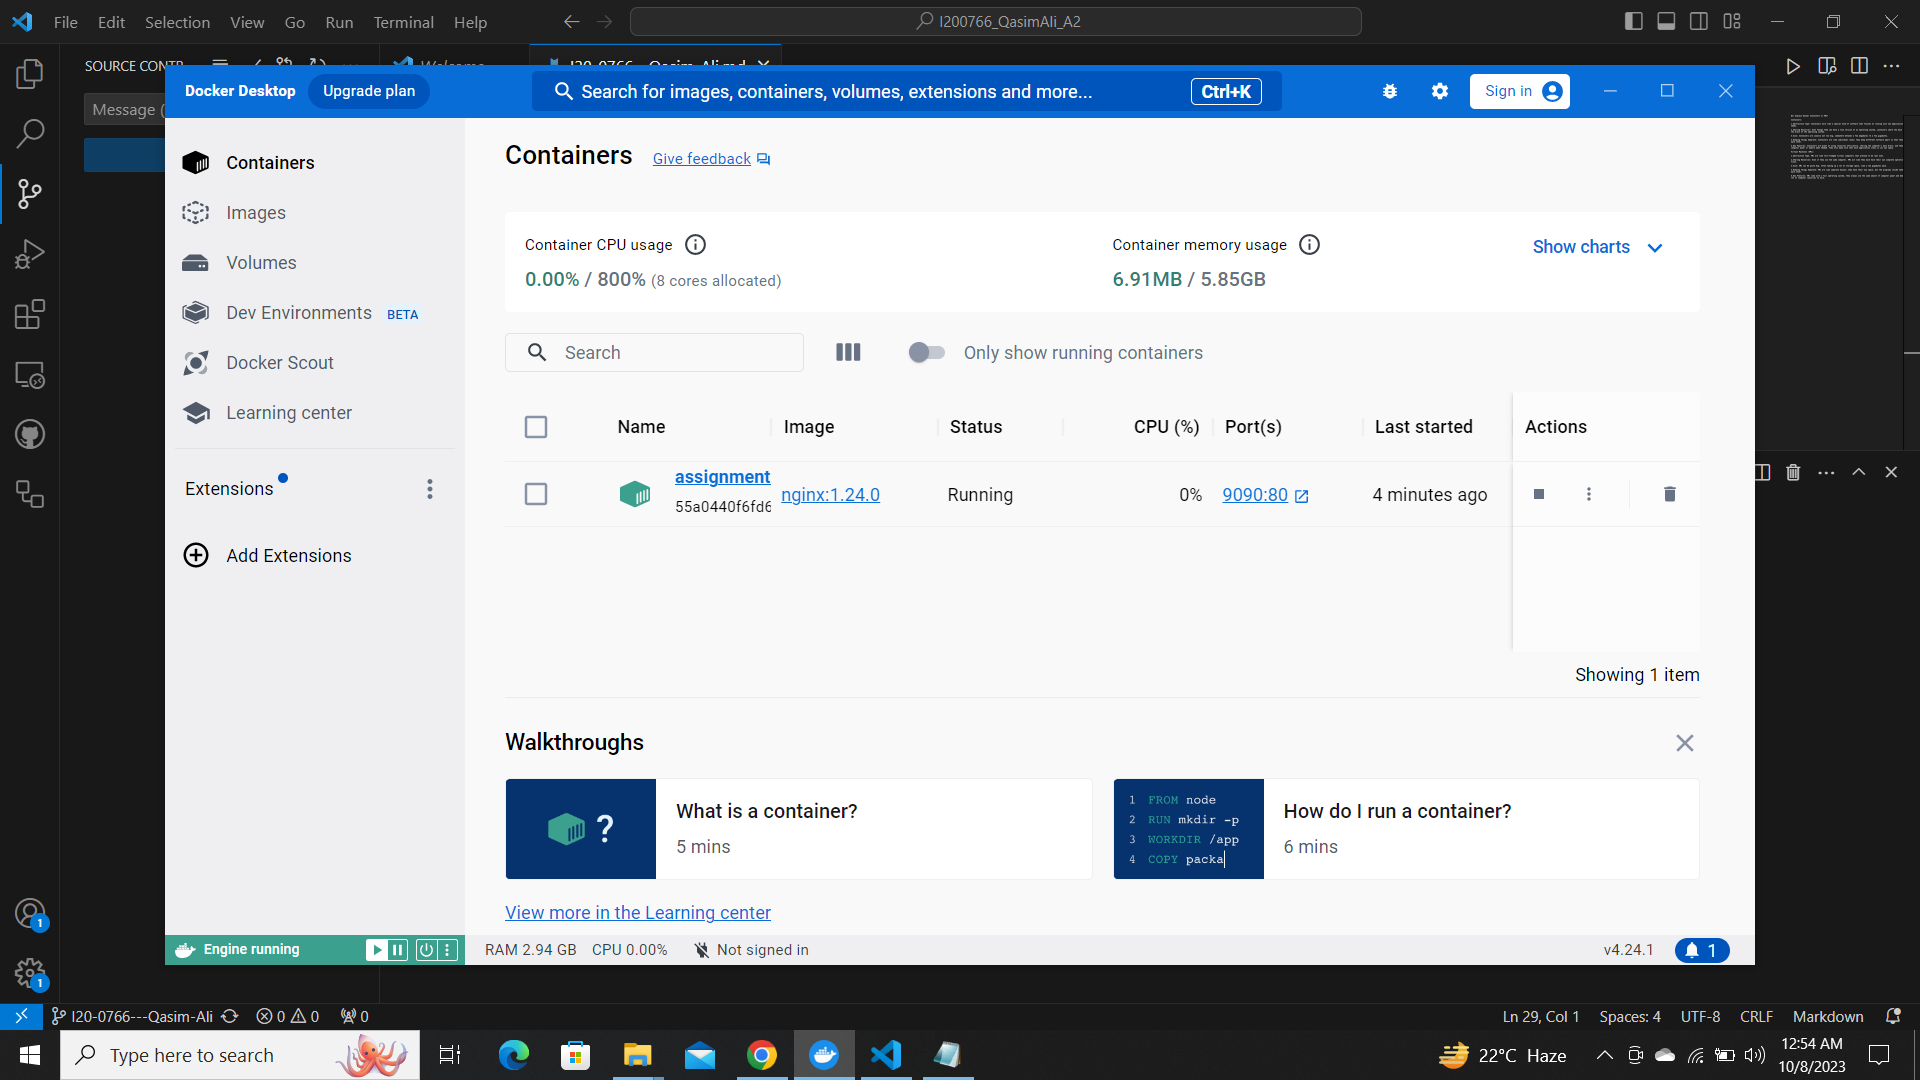 File Edit Selection View Go Run Terminal Help
I200766_QasimAli_A2
SOURCE CONTR
Welcome
I20-0766---Qasim-Ali.md
Message (
Docker Desktop
Upgrade plan
Search for images, containers, volumes, extensions and more...
Ctrl+K
Sign in
Containers
Images
Volumes
Dev Environments BETA
Docker Scout
Learning center
Extensions
Add Extensions
Containers
Give feedback
Container CPU usage
0.00% / 800% (8 cores allocated)
Container memory usage
6.91MB / 5.85GB
Show charts
Search
Only show running containers
Name Image Status CPU (%) Port(s) Last started Actions
assignment
55a0440f6fd6
nginx:1.24.0 Running 0% 9090:80 4 minutes ago
Showing 1 item
Walkthroughs
?
What is a container?
5 mins
1 FROM node
2 RUN mkdir -p
3 WORKDIR /app
4 COPY packa
How do I run a container?
6 mins
View more in the Learning center
Engine running
RAM 2.94 GB CPU 0.00% Not signed in
v4.24.1
1
1
1
I20-0766---Qasim-Ali 0 0 0
Ln 29, Col 1 Spaces: 4 UTF-8 CRLF Markdown
Type here to search
22°C Haze
12:54 AM
10/8/2023